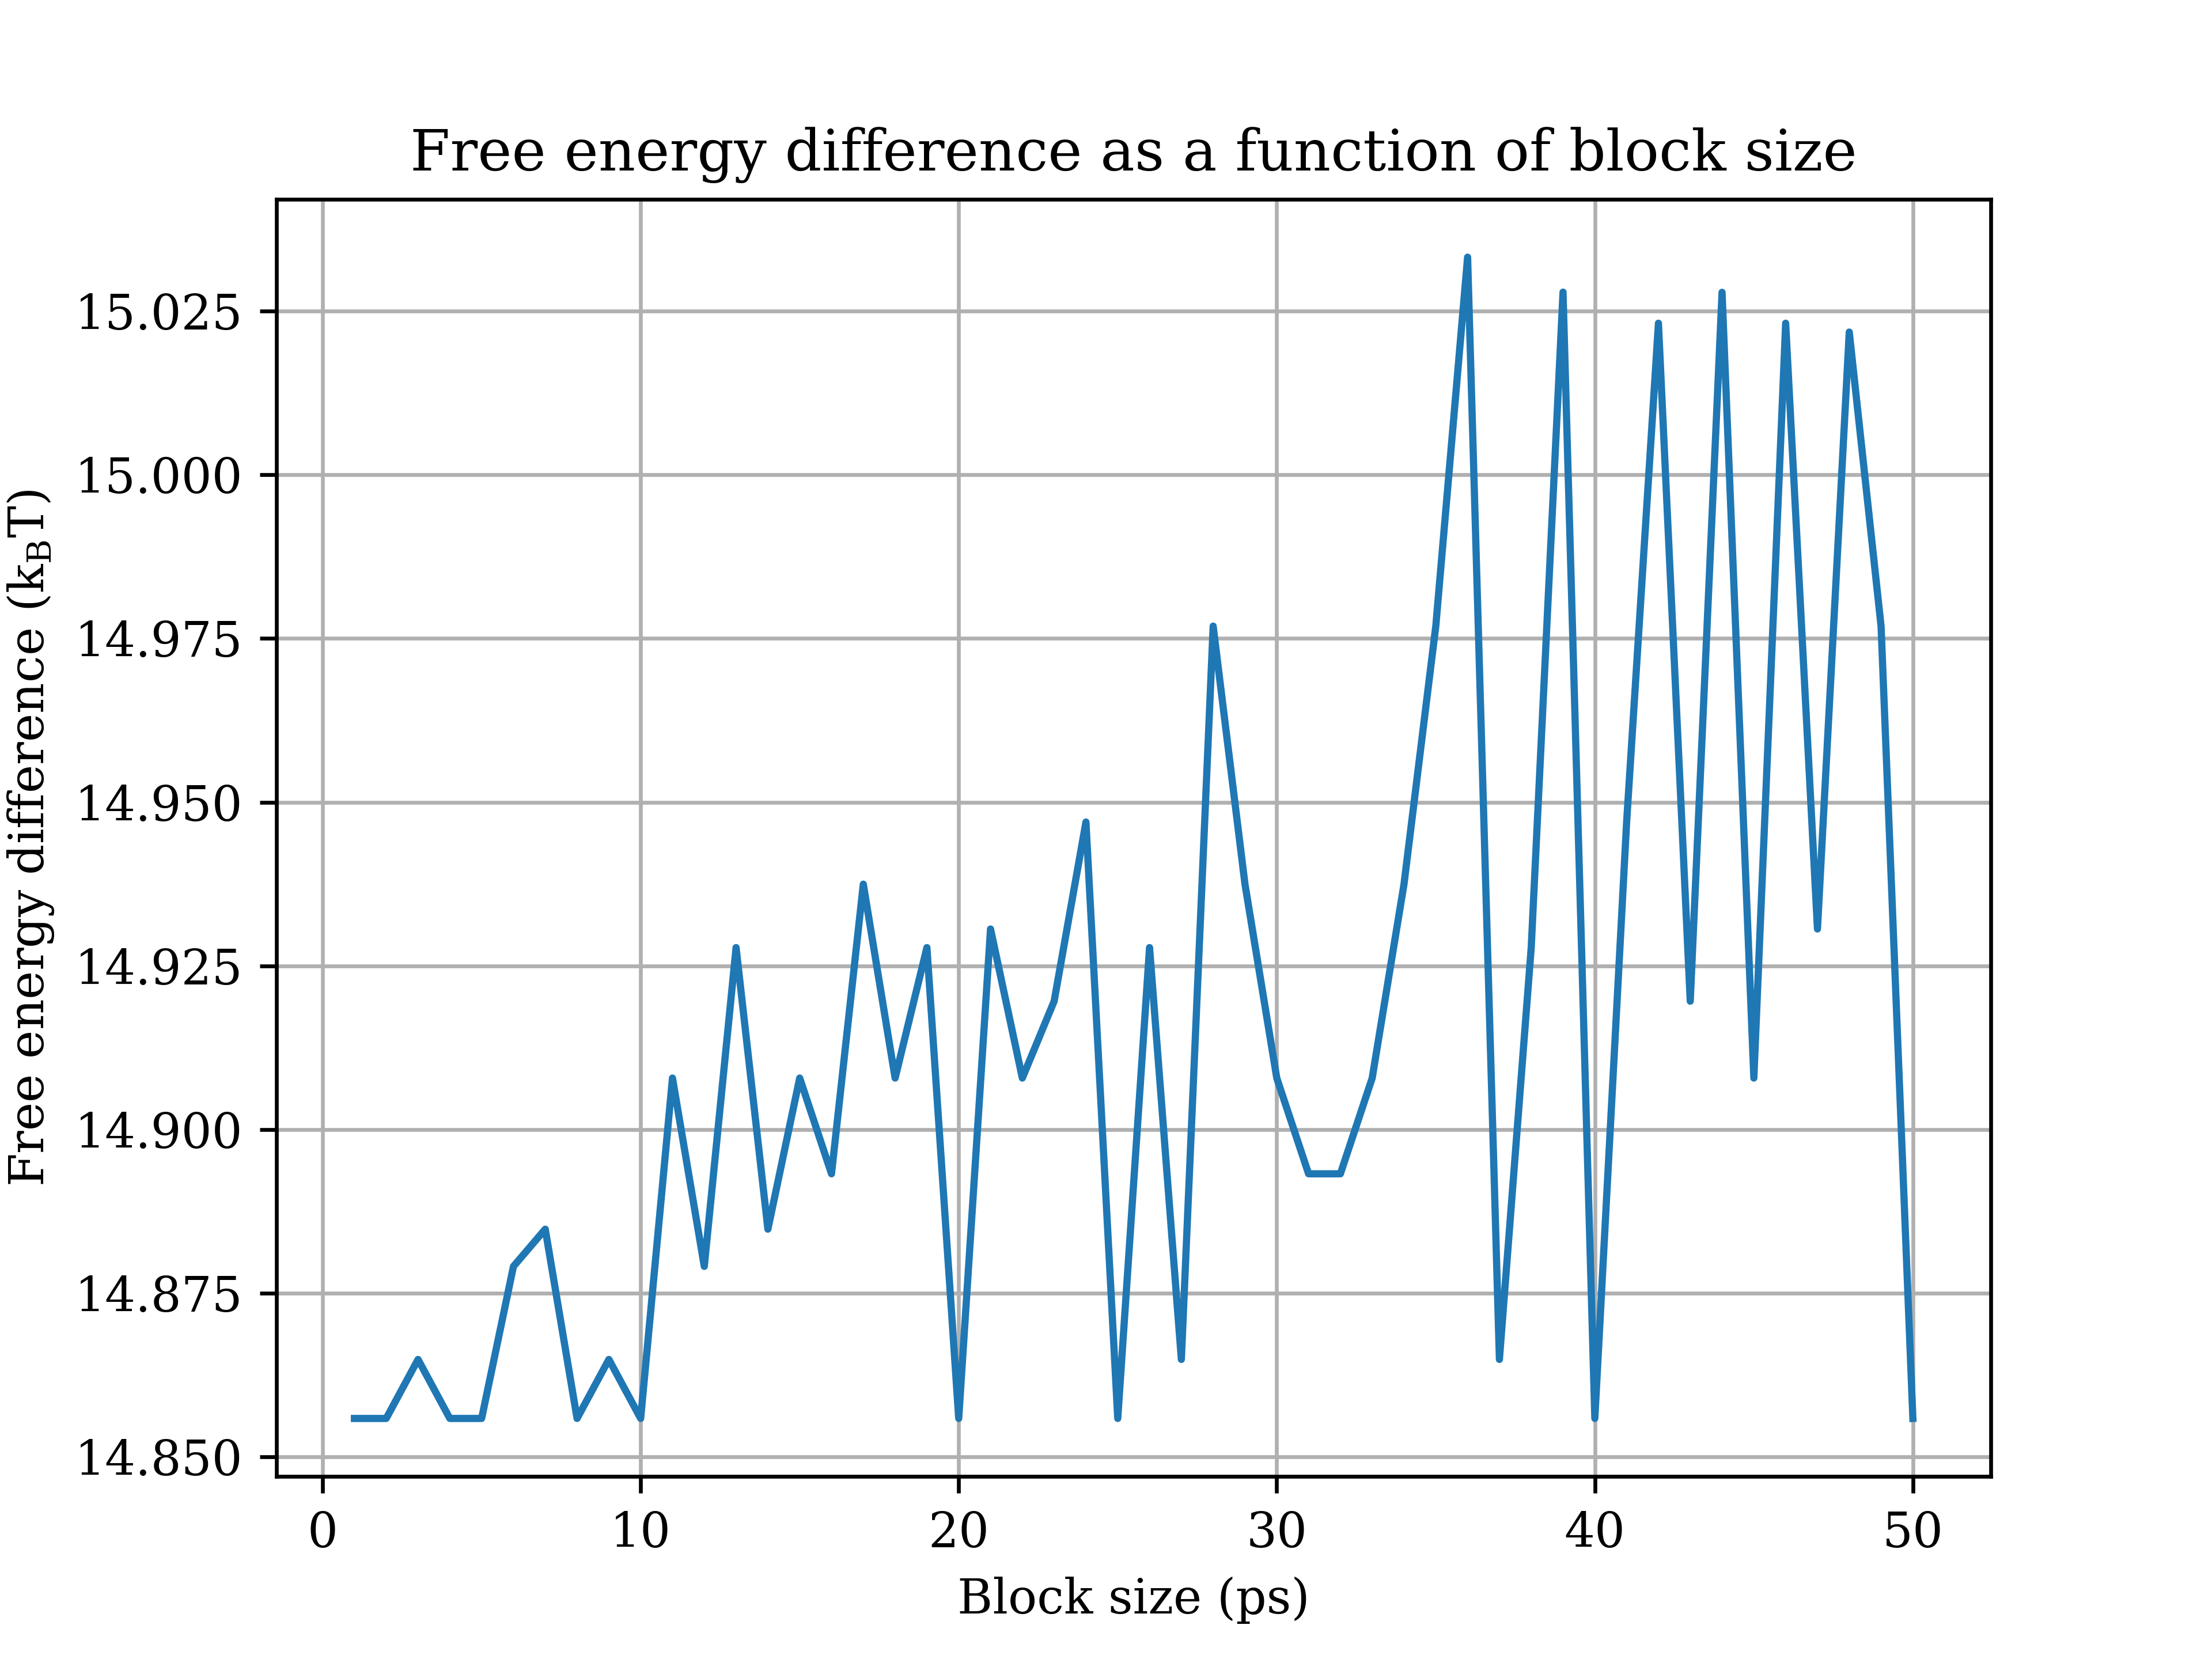 Free energy difference as a function of block size
Free energy difference (k_BT)
15.025
15.000
14.975
14.950
14.925
14.900
14.875
14.850
0 10 20 30 40 50
Block size (ps)